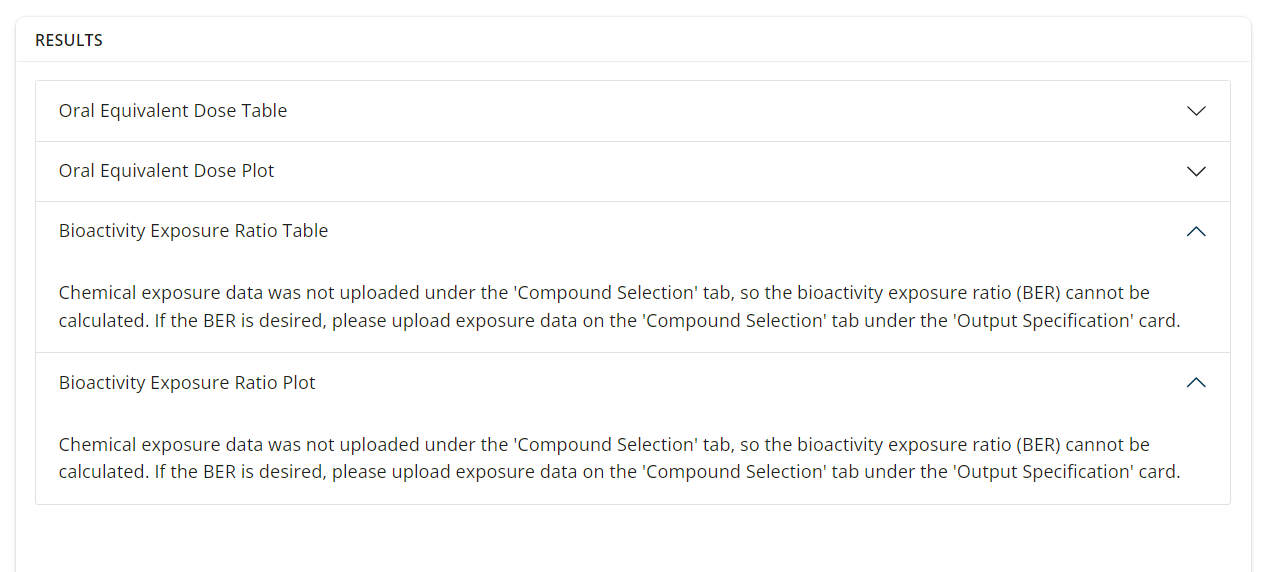 RESULTS
Oral Equivalent Dose Table
Oral Equivalent Dose Plot
Bioactivity Exposure Ratio Table
Chemical exposure data was not uploaded under the 'Compound Selection' tab, so the bioactivity exposure ratio (BER) cannot be
calculated. If the BER is desired, please upload exposure data on the 'Compound Selection' tab under the 'Output Specification' card.
Bioactivity Exposure Ratio Plot
Chemical exposure data was not uploaded under the 'Compound Selection' tab, so the bioactivity exposure ratio (BER) cannot be
calculated. If the BER is desired, please upload exposure data on the 'Compound Selection' tab under the 'Output Specification' card.